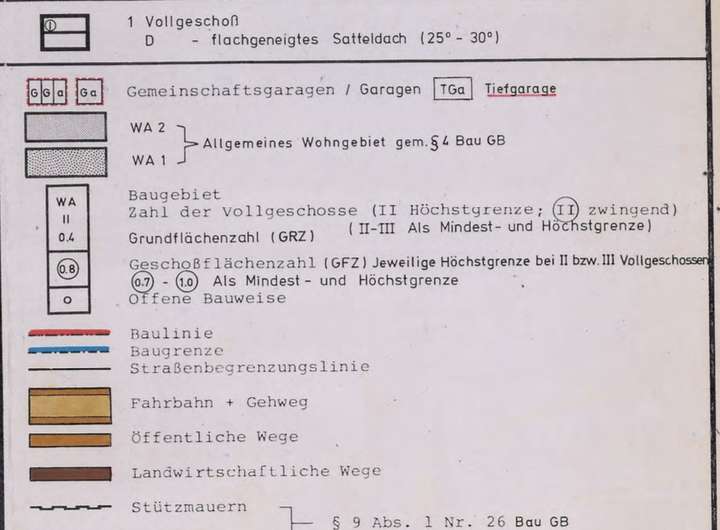 I
1 Vollgeschoß
D - flachgeneigtes Satteldach (25° - 30°)
G G a Ga Gemeinschaftsgaragen / Garagen TGa Tiefgarage
WA 2
Allgemeines Wohngebiet gem. § 4 Bau GB
WA 1
WA Baugebiet
II Zahl der Vollgeschosse (II Höchstgrenze; II zwingend)
( II-III Als Mindest- und Höchstgrenze)
0.4 Grundflächenzahl (GRZ)
0.8 Geschoßflächenzahl (GFZ) Jeweilige Höchstgrenze bei II bzw. III Vollgeschossen
0.7 - 1.0 Als Mindest- und Höchstgrenze
o Offene Bauweise
Baulinie
Baugrenze
Straßenbegrenzungslinie
Fahrbahn + Gehweg
Öffentliche Wege
Landwirtschaftliche Wege
Stützmauern
§ 9 Abs. 1 Nr. 26 Bau GB